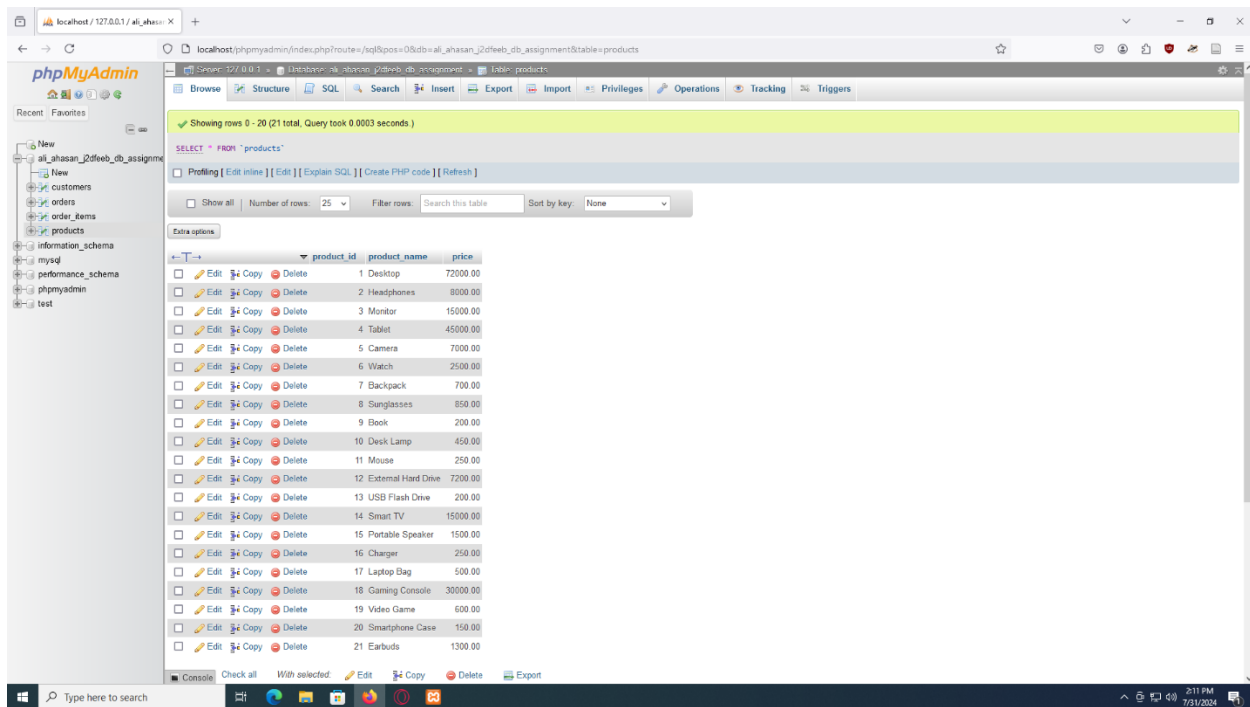 localhost / 127.0.0.1 / ali_ahasan
localhost/phpmyadmin/index.php?route=/sql&pos=0&db=ali_ahasan_j2dfeeb_db_assignment&table=products
phpMyAdmin
Recent Favorites
New
ali_ahasan_j2dfeeb_db_assignme
New
customers
orders
order_items
products
information_schema
mysql
performance_schema
phpmyadmin
test
Server: 127.0.0.1 » Database: ali_ahasan_j2dfeeb_db_assignment » Table: products
Browse Structure SQL Search Insert Export Import Privileges Operations Tracking Triggers
Showing rows 0 - 20 (21 total, Query took 0.0003 seconds.)
SELECT * FROM `products`
Profiling [ Edit inline ] [ Edit ] [ Explain SQL ] [ Create PHP code ] [ Refresh ]
Show all | Number of rows: 25 Filter rows: Search this table Sort by key: None
Extra options
←T→ product_id product_name price
Edit Copy Delete 1 Desktop 72000.00
Edit Copy Delete 2 Headphones 8000.00
Edit Copy Delete 3 Monitor 15000.00
Edit Copy Delete 4 Tablet 45000.00
Edit Copy Delete 5 Camera 7000.00
Edit Copy Delete 6 Watch 2500.00
Edit Copy Delete 7 Backpack 700.00
Edit Copy Delete 8 Sunglasses 850.00
Edit Copy Delete 9 Book 200.00
Edit Copy Delete 10 Desk Lamp 450.00
Edit Copy Delete 11 Mouse 250.00
Edit Copy Delete 12 External Hard Drive 7200.00
Edit Copy Delete 13 USB Flash Drive 200.00
Edit Copy Delete 14 Smart TV 15000.00
Edit Copy Delete 15 Portable Speaker 1500.00
Edit Copy Delete 16 Charger 250.00
Edit Copy Delete 17 Laptop Bag 500.00
Edit Copy Delete 18 Gaming Console 30000.00
Edit Copy Delete 19 Video Game 600.00
Edit Copy Delete 20 Smartphone Case 150.00
Edit Copy Delete 21 Earbuds 1300.00
Console Check all With selected: Edit Copy Delete Export
Type here to search
2:11 PM
7/31/2024